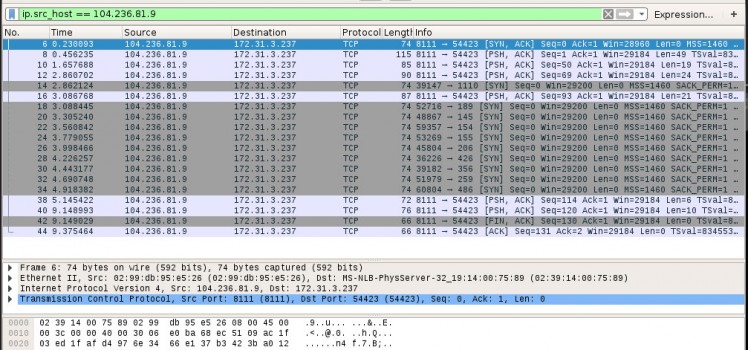 ip.src_host == 104.236.81.9 Expression... +
No. Time Source Destination Protocol Length Info
6 0.230093 104.236.81.9 172.31.3.237 TCP 74 8111 → 54423 [SYN, ACK] Seq=0 Ack=1 Win=28960 Len=0 MSS=1460 …
8 0.456235 104.236.81.9 172.31.3.237 TCP 115 8111 → 54423 [PSH, ACK] Seq=1 Ack=1 Win=29184 Len=49 TSval=83…
10 1.657688 104.236.81.9 172.31.3.237 TCP 85 8111 → 54423 [PSH, ACK] Seq=50 Ack=1 Win=29184 Len=19 TSval=8…
12 2.860702 104.236.81.9 172.31.3.237 TCP 90 8111 → 54423 [PSH, ACK] Seq=69 Ack=1 Win=29184 Len=24 TSval=8…
14 2.862124 104.236.81.9 172.31.3.237 TCP 74 39147 → 1110 [SYN] Seq=0 Win=29200 Len=0 MSS=1460 SACK_PERM=1…
16 3.086768 104.236.81.9 172.31.3.237 TCP 87 8111 → 54423 [PSH, ACK] Seq=93 Ack=1 Win=29184 Len=21 TSval=8…
18 3.088445 104.236.81.9 172.31.3.237 TCP 74 52716 → 189 [SYN] Seq=0 Win=29200 Len=0 MSS=1460 SACK_PERM=1 …
20 3.305240 104.236.81.9 172.31.3.237 TCP 74 48867 → 145 [SYN] Seq=0 Win=29200 Len=0 MSS=1460 SACK_PERM=1 …
22 3.560842 104.236.81.9 172.31.3.237 TCP 74 59357 → 154 [SYN] Seq=0 Win=29200 Len=0 MSS=1460 SACK_PERM=1 …
24 3.779055 104.236.81.9 172.31.3.237 TCP 74 53269 → 155 [SYN] Seq=0 Win=29200 Len=0 MSS=1460 SACK_PERM=1 …
26 3.998466 104.236.81.9 172.31.3.237 TCP 74 45804 → 206 [SYN] Seq=0 Win=29200 Len=0 MSS=1460 SACK_PERM=1 …
28 4.226257 104.236.81.9 172.31.3.237 TCP 74 36226 → 426 [SYN] Seq=0 Win=29200 Len=0 MSS=1460 SACK_PERM=1 …
30 4.443177 104.236.81.9 172.31.3.237 TCP 74 39182 → 356 [SYN] Seq=0 Win=29200 Len=0 MSS=1460 SACK_PERM=1 …
32 4.690748 104.236.81.9 172.31.3.237 TCP 74 51979 → 259 [SYN] Seq=0 Win=29200 Len=0 MSS=1460 SACK_PERM=1 …
34 4.918382 104.236.81.9 172.31.3.237 TCP 74 60804 → 486 [SYN] Seq=0 Win=29200 Len=0 MSS=1460 SACK_PERM=1 …
38 5.145422 104.236.81.9 172.31.3.237 TCP 72 8111 → 54423 [PSH, ACK] Seq=114 Ack=1 Win=29184 Len=6 TSval=8…
40 9.148993 104.236.81.9 172.31.3.237 TCP 76 8111 → 54423 [PSH, ACK] Seq=120 Ack=1 Win=29184 Len=10 TSval=…
42 9.149029 104.236.81.9 172.31.3.237 TCP 66 8111 → 54423 [FIN, ACK] Seq=130 Ack=1 Win=29184 Len=0 TSval=8…
44 9.375464 104.236.81.9 172.31.3.237 TCP 66 8111 → 54423 [ACK] Seq=131 Ack=2 Win=29184 Len=0 TSval=834553…
Frame 6: 74 bytes on wire (592 bits), 74 bytes captured (592 bits)
Ethernet II, Src: 02:99:db:95:e5:26 (02:99:db:95:e5:26), Dst: MS-NLB-PhysServer-32_19:14:00:75:89 (02:39:14:00:75:89)
Internet Protocol Version 4, Src: 104.236.81.9, Dst: 172.31.3.237
Transmission Control Protocol, Src Port: 8111 (8111), Dst Port: 54423 (54423), Seq: 0, Ack: 1, Len: 0
0000 02 39 14 00 75 89 02 99 db 95 e5 26 08 00 45 00 .9..u... ...&..E.
0010 00 3c 00 00 40 00 30 06 e0 ba 68 ec 51 09 ac 1f .<..@.0. ..h.Q...
0020 03 ed 1f af d4 97 6e 34 66 e1 37 b3 42 3b a0 12 ......n4 f.7.B;..